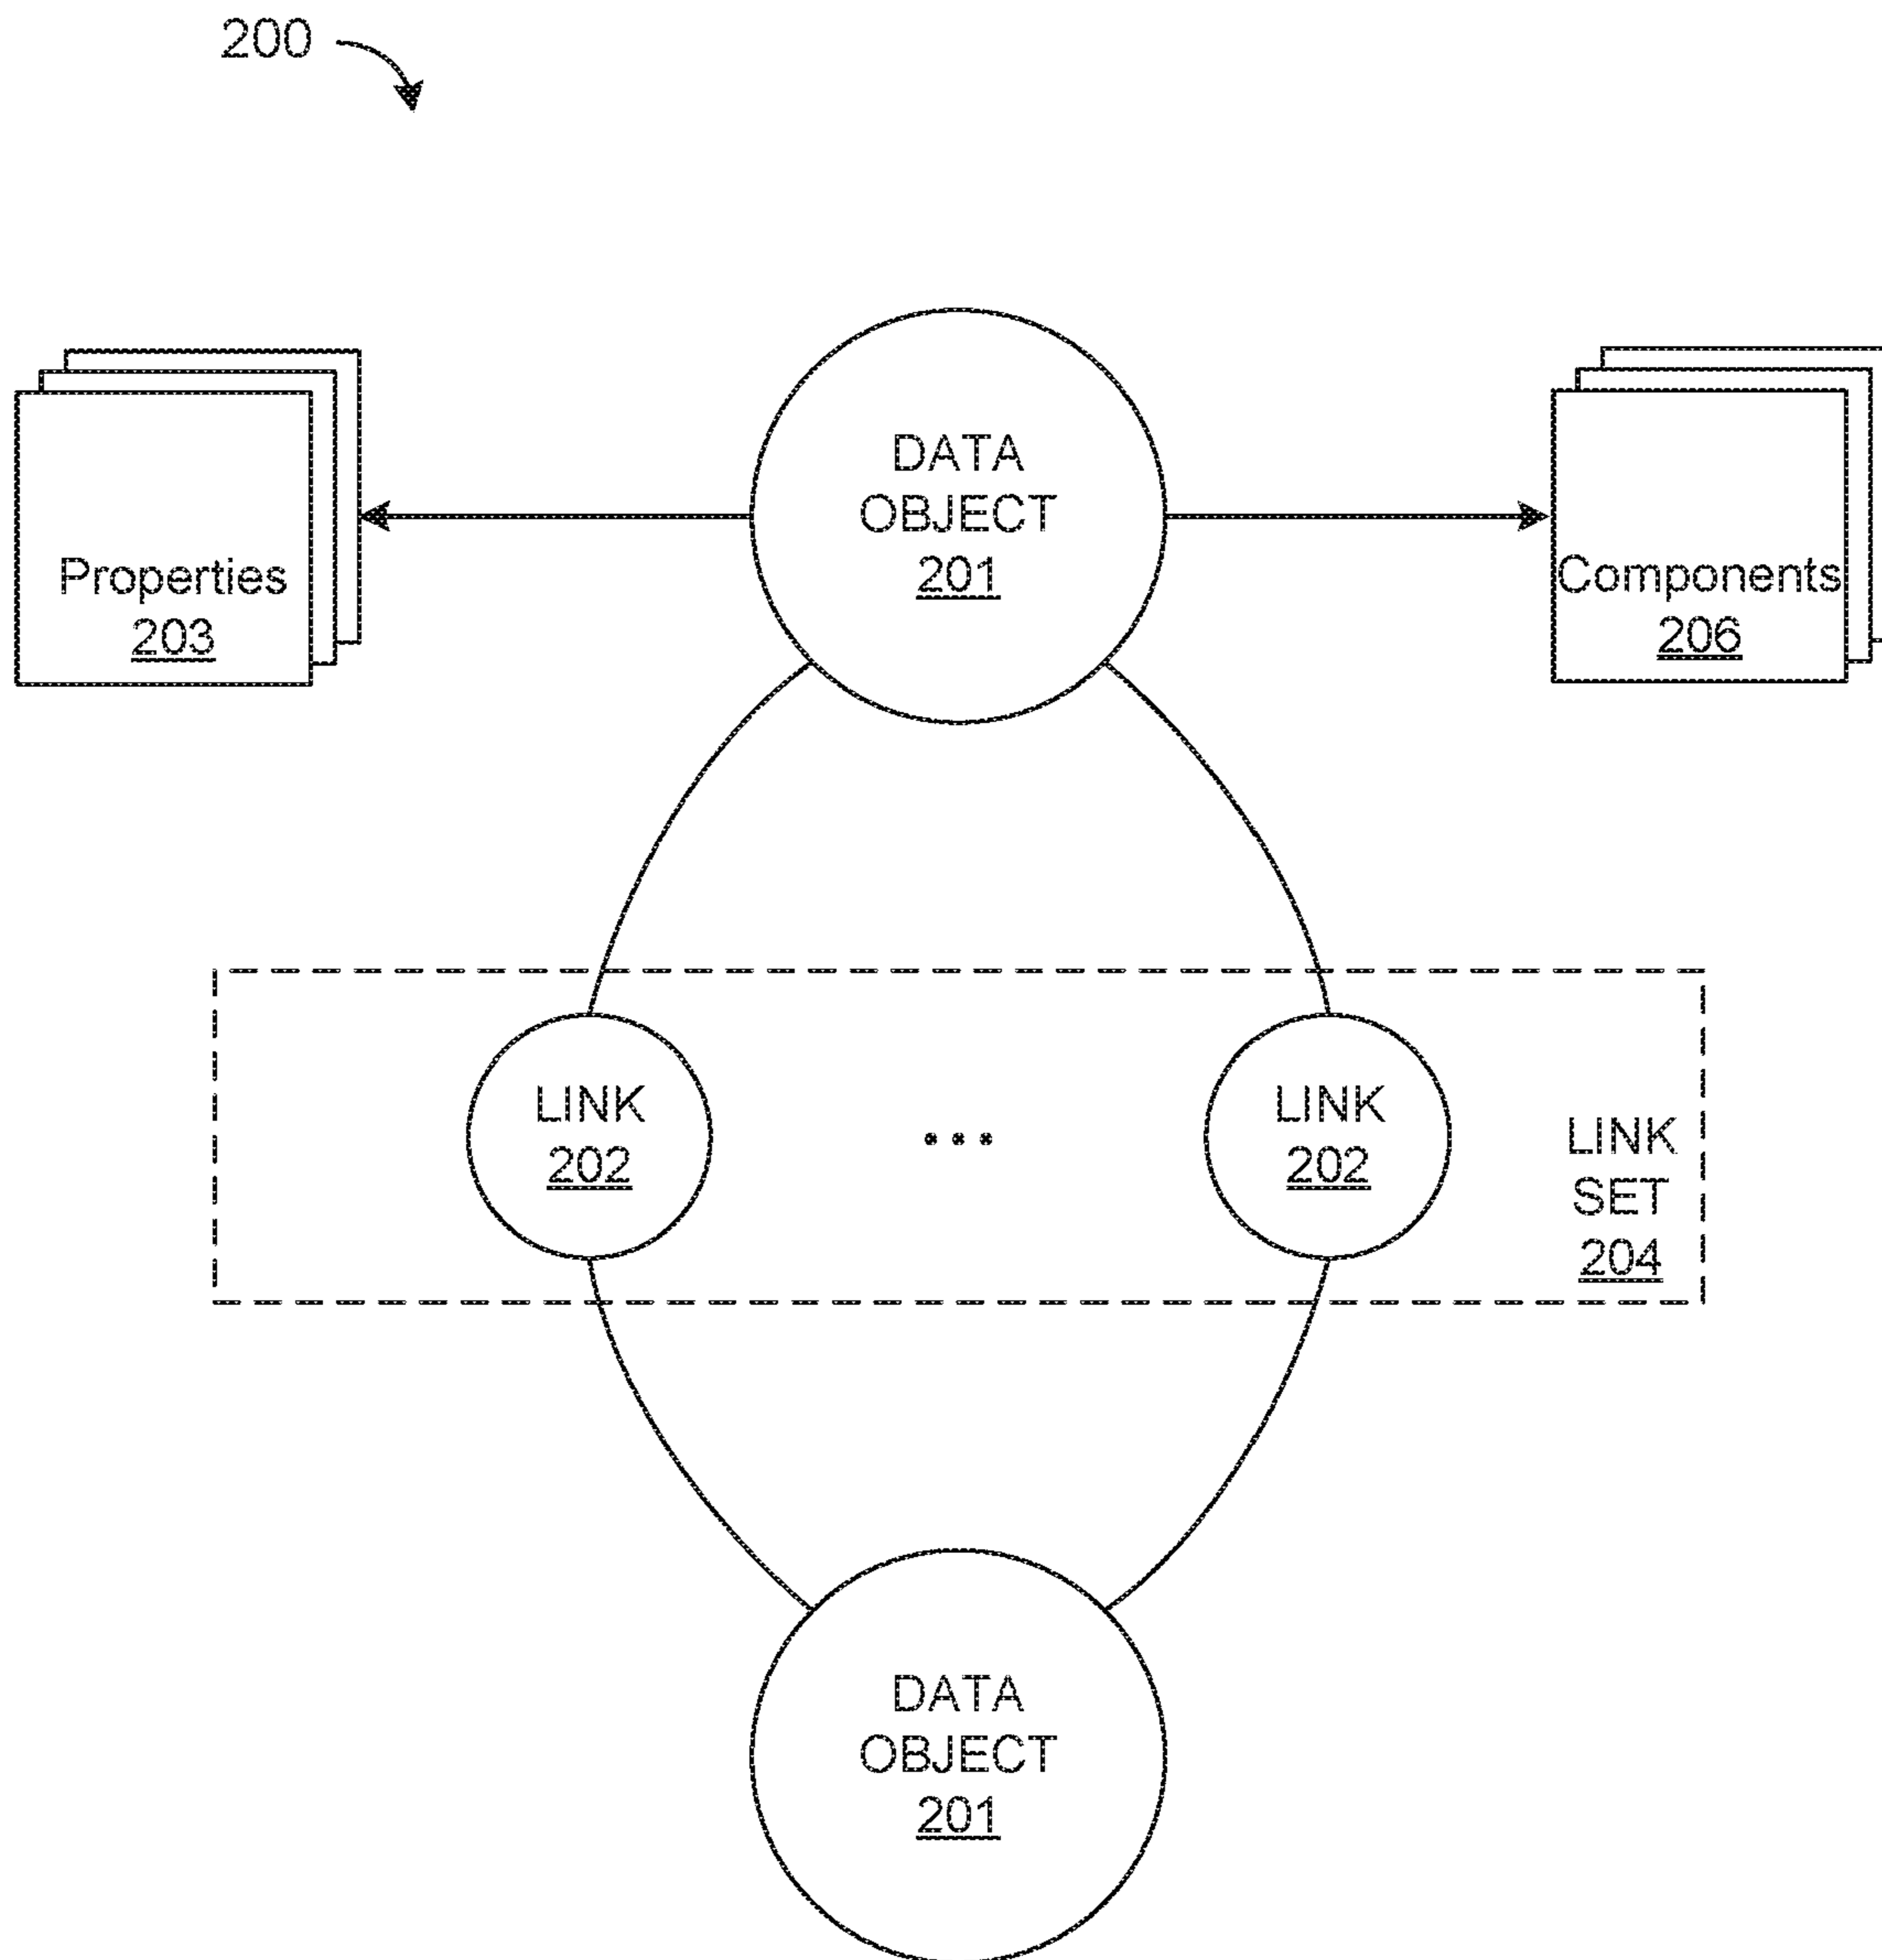 200
DATA
OBJECT
201
Properties
203
Components
206
LINK
202
...
LINK
202
LINK
SET
204
DATA
OBJECT
201